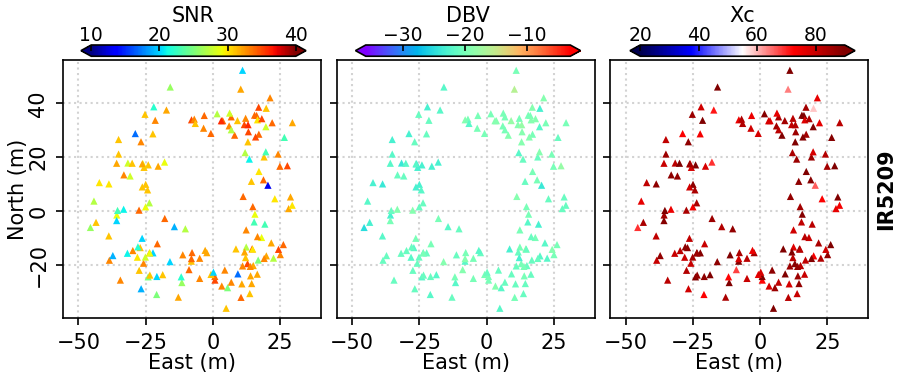 SNR DBV Xc
10 20 30 40 −30 −20 −10 20 40 60 80
North (m)
40
20
0
−20
−50 −25 0 25 −50 −25 0 25 −50 −25 0 25
East (m) East (m) East (m)
IR5209